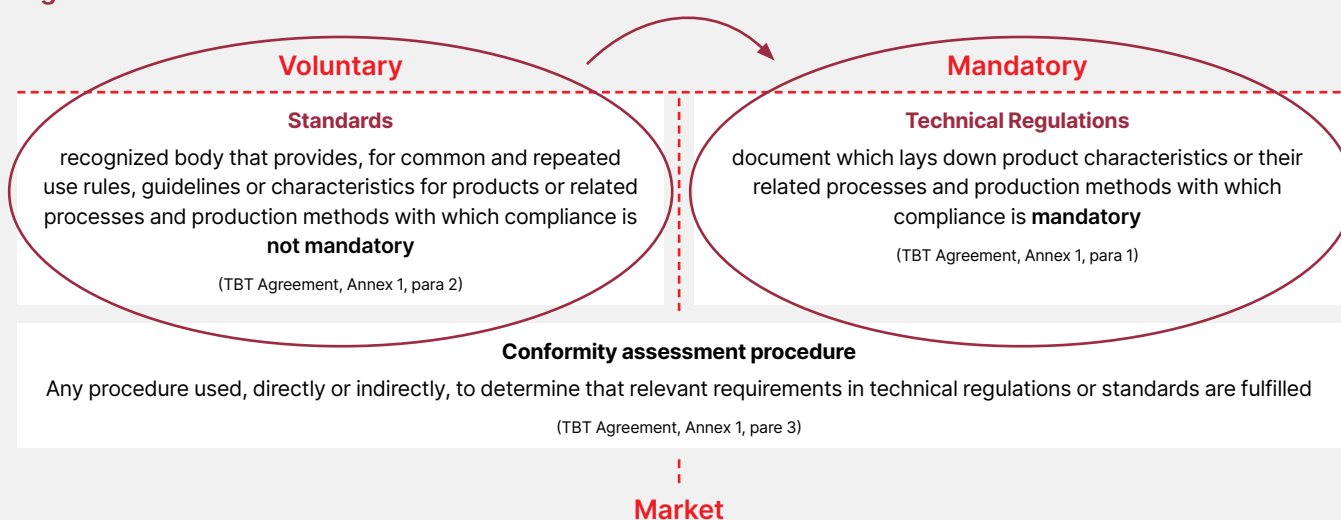 Voluntary
Mandatory
Standards
recognized body that provides, for common and repeated
use rules, guidelines or characteristics for products or related
processes and production methods with which compliance is
not mandatory
(TBT Agreement, Annex 1, para 2)
Technical Regulations
document which lays down product characteristics or their
related processes and production methods with which
compliance is mandatory
(TBT Agreement, Annex 1, para 1)
Conformity assessment procedure
Any procedure used, directly or indirectly, to determine that relevant requirements in technical regulations or standards are fulfilled
(TBT Agreement, Annex 1, pare 3)
Market